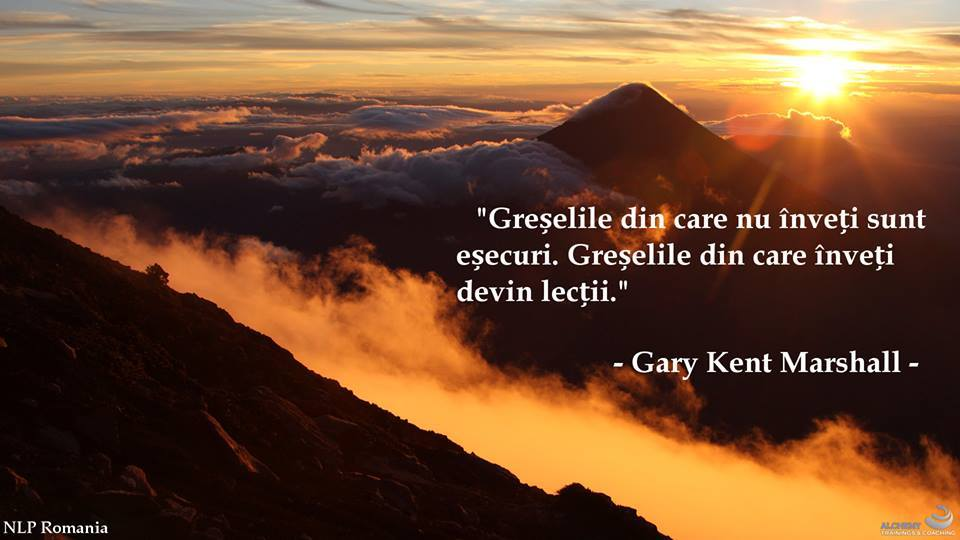 "Greșelile din care nu înveți sunt
eșecuri. Greșelile din care înveți
devin lecții."
- Gary Kent Marshall -
NLP Romania
ALCHEMY
TRAININGS & COACHING